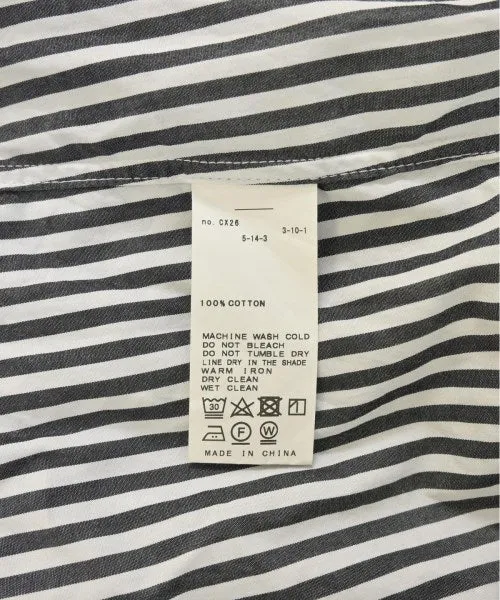 no. CX26
5-14-3 3-10-1
100% COTTON
MACHINE WASH COLD
DO NOT BLEACH
DO NOT TUMBLE DRY
LINE DRY IN THE SHADE
WARM IRON
DRY CLEAN
WET CLEAN
30
F W
MADE IN CHINA